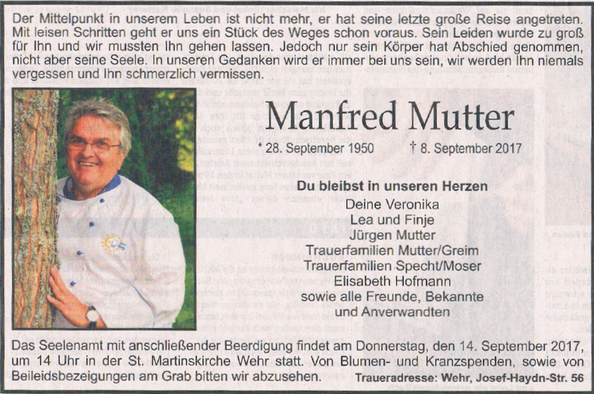 Der Mittelpunkt in unserem Leben ist nicht mehr, er hat seine letzte große Reise angetreten.
Mit leisen Schritten geht er uns ein Stück des Weges schon voraus. Sein Leiden wurde zu groß
für Ihn und wir mussten Ihn gehen lassen. Jedoch nur sein Körper hat Abschied genommen,
nicht aber seine Seele. In unseren Gedanken wird er immer bei uns sein, wir werden Ihn niemals
vergessen und Ihn schmerzlich vermissen.
Manfred Mutter
* 28. September 1950 † 8. September 2017
Du bleibst in unseren Herzen
Deine Veronika
Lea und Finje
Jürgen Mutter
Trauerfamilien Mutter/Greim
Trauerfamilien Specht/Moser
Elisabeth Hofmann
sowie alle Freunde, Bekannte
und Anverwandten
Das Seelenamt mit anschließender Beerdigung findet am Donnerstag, den 14. September 2017,
um 14 Uhr in der St. Martinskirche Wehr statt. Von Blumen- und Kranzspenden, sowie von
Beileidsbezeigungen am Grab bitten wir abzusehen. Traueradresse: Wehr, Josef-Haydn-Str. 56